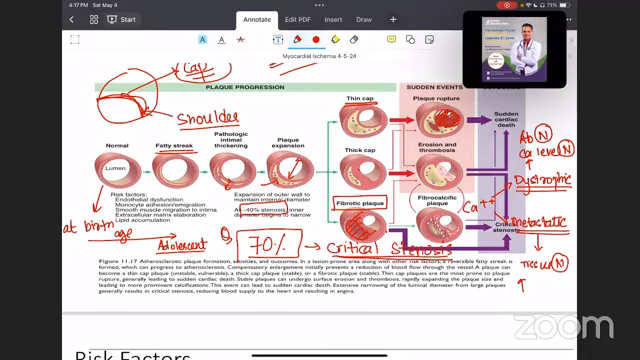 4:17 PM Sat May 4
71%
Annotate
Edit PDF
Insert
Draw
Myocardial Ischemia 4-5-24
Cap
Shoulder
PLAQUE PROGRESSION
SUDDEN EVENTS
Normal
Fatty streak
Pathologic
intimal
thickening
Plaque
expansion
Thin cap
Plaque rupture
Thick cap
Erosion and
thrombosis
Fibrotic plaque
Fibrocalcific plaque
Sudden
cardiac
death
Critical
stenosis
Lumen
Risk factors:
Endothelial dysfunction
Monocyte adhesion/emigration
Smooth muscle migration to intima
Extracellular matrix elaboration
Lipid accumulation
Expansion of outer wall to
maintain internal diameter
~40% stenosis: inner
diameter begins to narrow
at birth
age
Adolescent
70%
Critical Stenosis
Ca++
Ab N
Ca level N
Dystrophic
Metastatic
Tissue N
Figure 11.17 Atherosclerotic plaque formation, activities, and outcomes. In a lesion-prone area along with other risk factors, a reversible fatty streak is
formed, which can progress to atherosclerosis. Compensatory enlargement initially prevents a reduction of blood flow through the vessel. A plaque can
become a thin cap plaque (unstable, vulnerable), a thick cap plaque (stable), or a fibrotic plaque (stable). Thin cap plaques are the most prone to plaque
rupture, generally leading to sudden cardiac death. Stable plaques can undergo surface erosion and thrombosis, rapidly expanding the plaque size and
leading to more prominent calcifications. This event can lead to sudden cardiac death. Extensive narrowing of the luminal diameter from large plaques
generally results in critical stenosis, reducing blood supply to the heart and resulting in angina.
Risk Factors
zoom